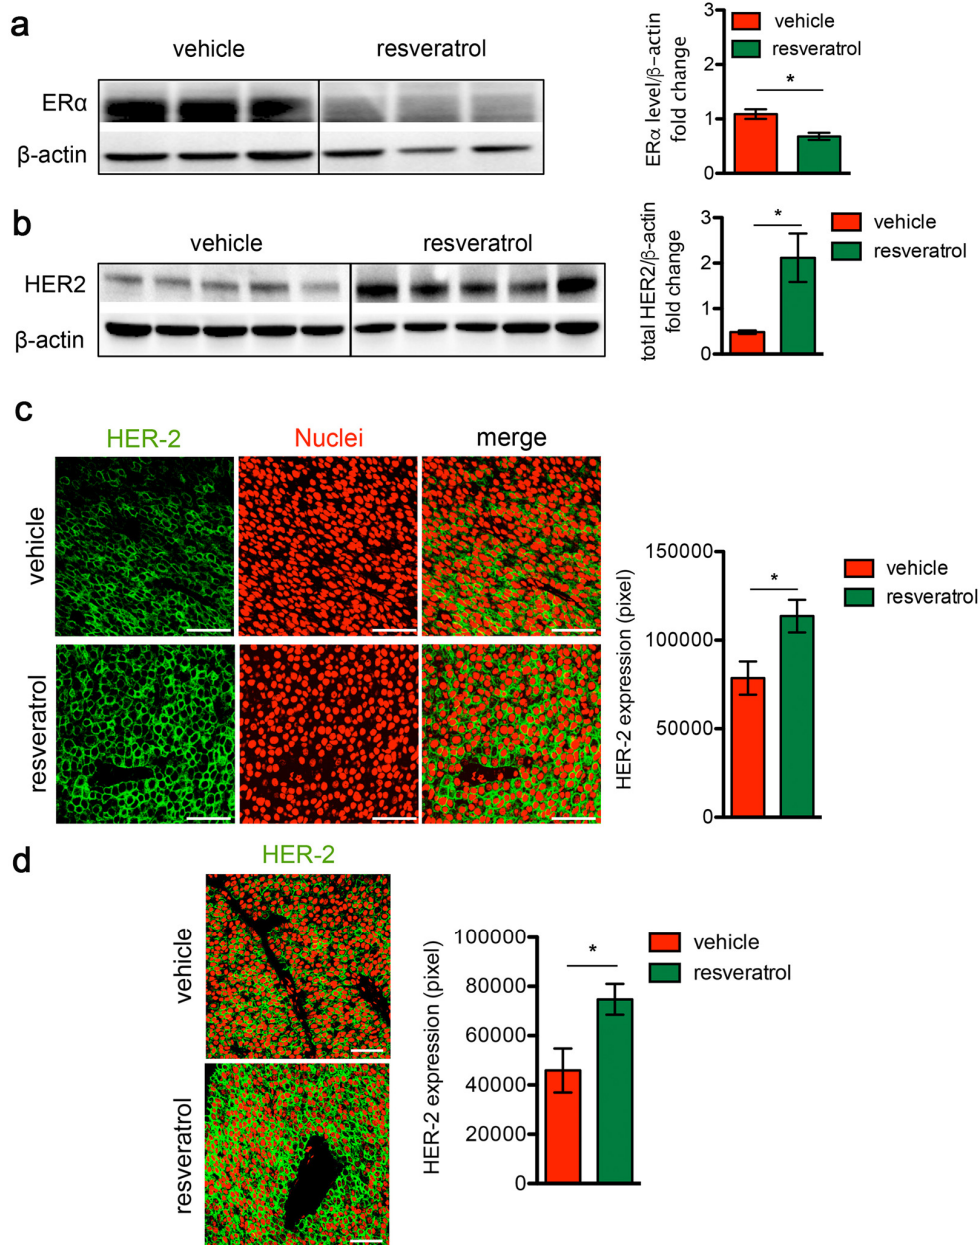 a
vehicle
resveratrol
ERα
β-actin
3
2
1
0
ERα level/β-actin
fold change
*
vehicle
resveratrol
b
vehicle
resveratrol
HER2
β-actin
3
2
1
0
total HER2/β-actin
fold change
*
vehicle
resveratrol
c
HER-2
Nuclei
merge
vehicle
resveratrol
150000
100000
50000
0
HER-2 expression (pixel)
*
vehicle
resveratrol
d
HER-2
vehicle
resveratrol
100000
80000
60000
40000
20000
0
HER-2 expression (pixel)
*
vehicle
resveratrol